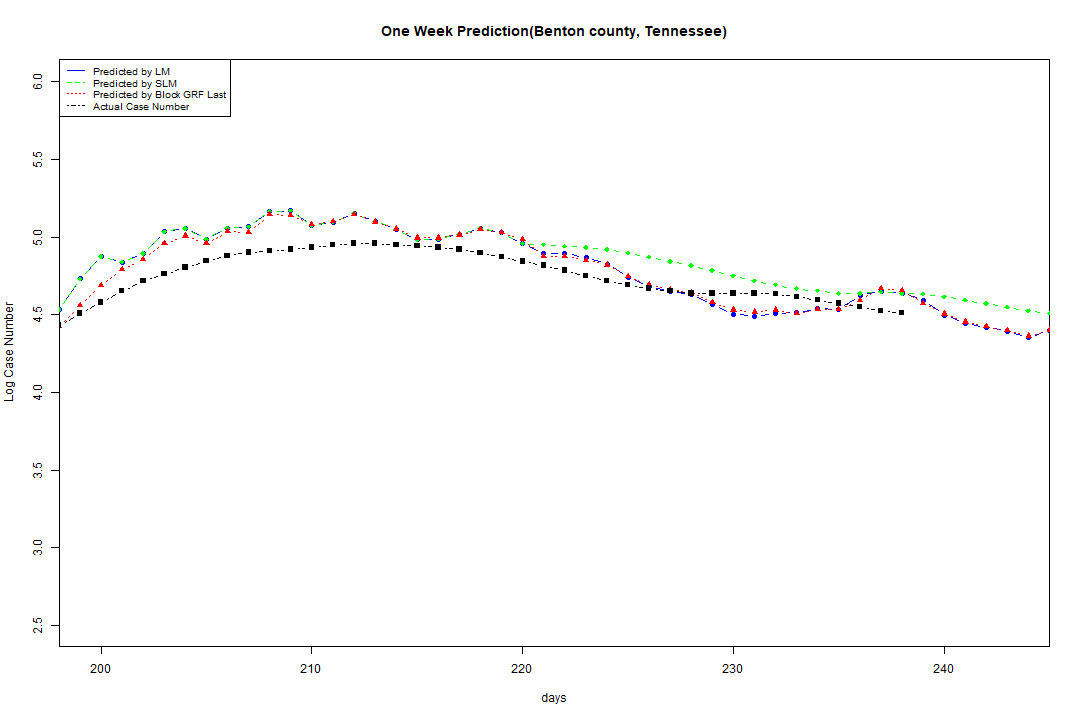 One Week Prediction(Benton county, Tennessee)
Predicted by LM
Predicted by SLM
Predicted by Block GRF Last
Actual Case Number
Log Case Number
6.0
5.5
5.0
4.5
4.0
3.5
3.0
2.5
200 210 220 230 240
days